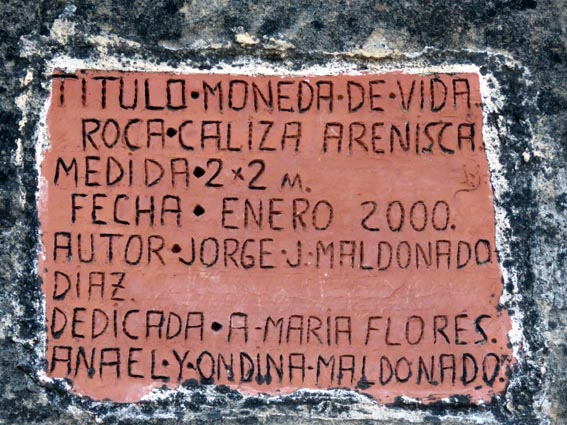 TITULO·MONEDA·DE·VIDA.
ROCA·CALIZA ARENISCA.
MEDIDA·2×2 M.
FECHA· ENERO 2000.
AUTOR·JORGE·J·MALDONADO
DIAZ.
DEDICADA·A-MARIA FLORES.
ANAEL·Y·ONDINA·MALDONADO.